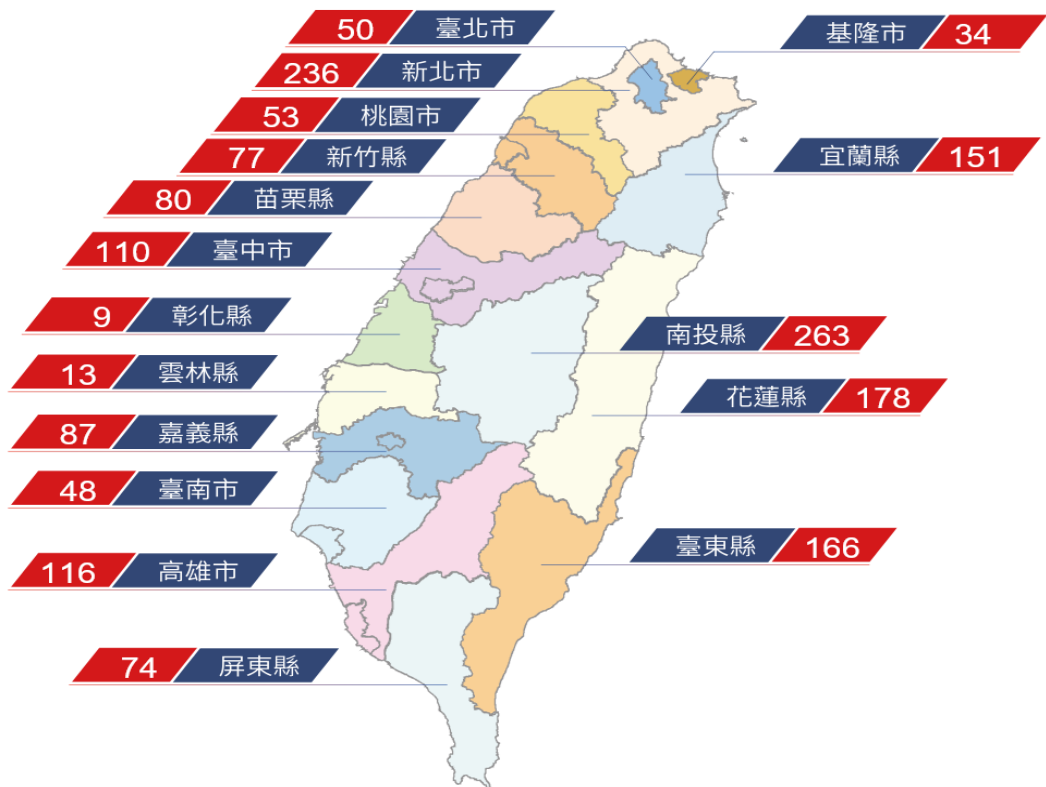 50 臺北市
基隆市 34
236 新北市
53 桃園市
77 新竹縣
宜蘭縣 151
80 苗栗縣
110 臺中市
9 彰化縣
南投縣 263
13 雲林縣
花蓮縣 178
87 嘉義縣
48 臺南市
臺東縣 166
116 高雄市
74 屏東縣